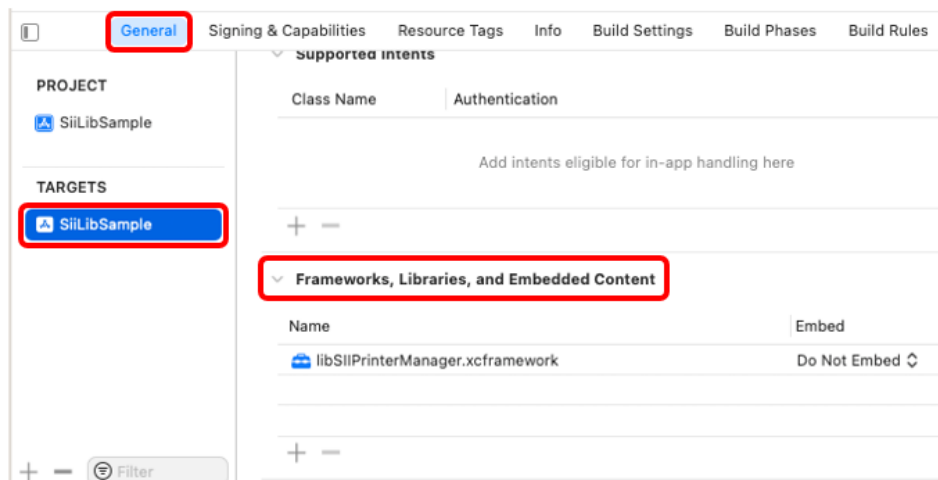 General Signing & Capabilities Resource Tags Info Build Settings Build Phases Build Rules
PROJECT
SiiLibSample
TARGETS
SiiLibSample
Filter
Supported Intents
Class Name Authentication
Add intents eligible for in-app handling here
Frameworks, Libraries, and Embedded Content
Name Embed
libSIIPrinterManager.xcframework Do Not Embed